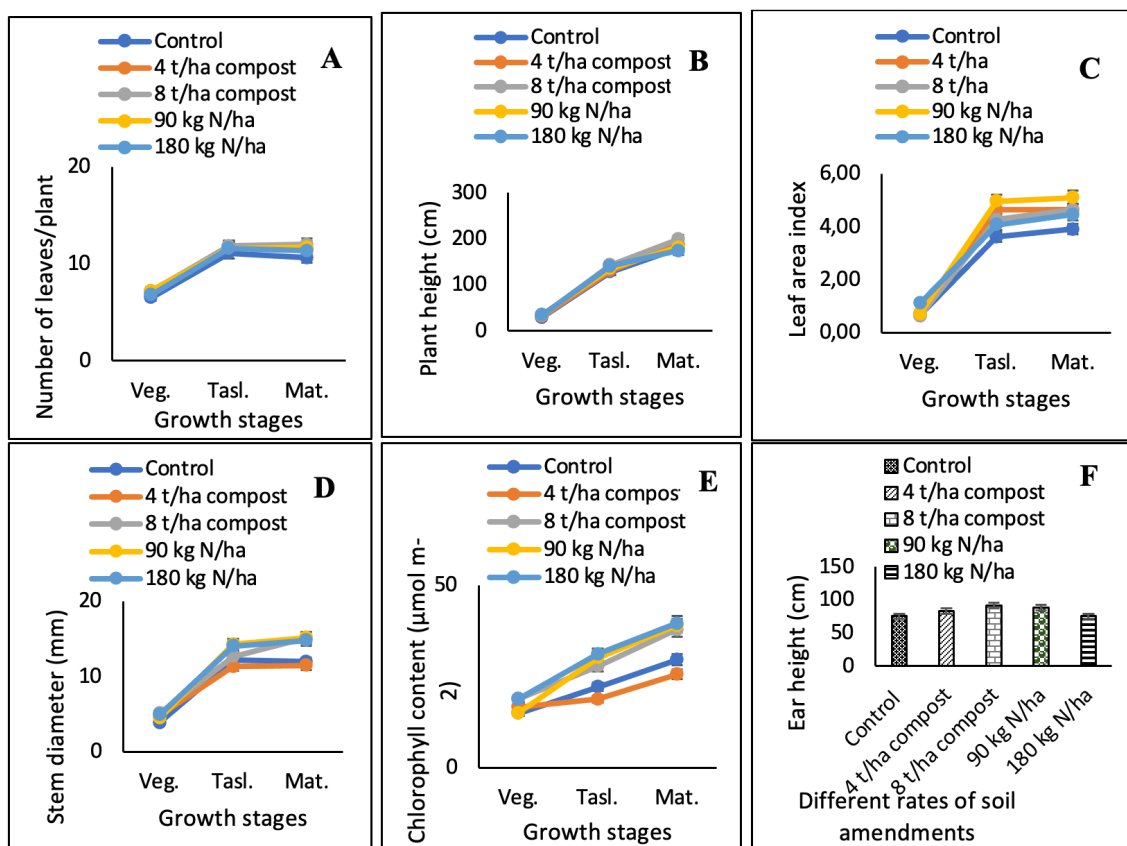 Control
4 t/ha compost
8 t/ha compost
90 kg N/ha
180 kg N/ha
A
20
10
0
Number of leaves/plant
Veg. Tasl. Mat.
Growth stages
Control
4 t/ha compost
8 t/ha compost
90 kg N/ha
180 kg N/ha
B
300
200
100
0
Plant height (cm)
Veg. Tasl. Mat.
Growth stages
Control
4 t/ha
8 t/ha
90 kg N/ha
180 kg N/ha
C
6,00
4,00
2,00
0,00
Leaf area index
Veg. Tasl. Mat.
Growth stages
Control
4 t/ha compost
8 t/ha compost
90 kg N/ha
180 kg N/ha
D
20
10
0
Stem diameter (mm)
Veg. Tasl. Mat.
Growth stages
Control
4 t/ha compost
8 t/ha compost
90 kg N/ha
180 kg N/ha
E
50
0
Chlorophyll content (µmol m-
2)
Veg. Tasl. Mat.
Growth stages
Control
4 t/ha compost
8 t/ha compost
90 kg N/ha
180 kg N/ha
F
150
100
50
0
Ear height (cm)
Control
4 t/ha compost
8 t/ha compost
90 kg N/ha
180 kg N/ha
Different rates of soil
amendments